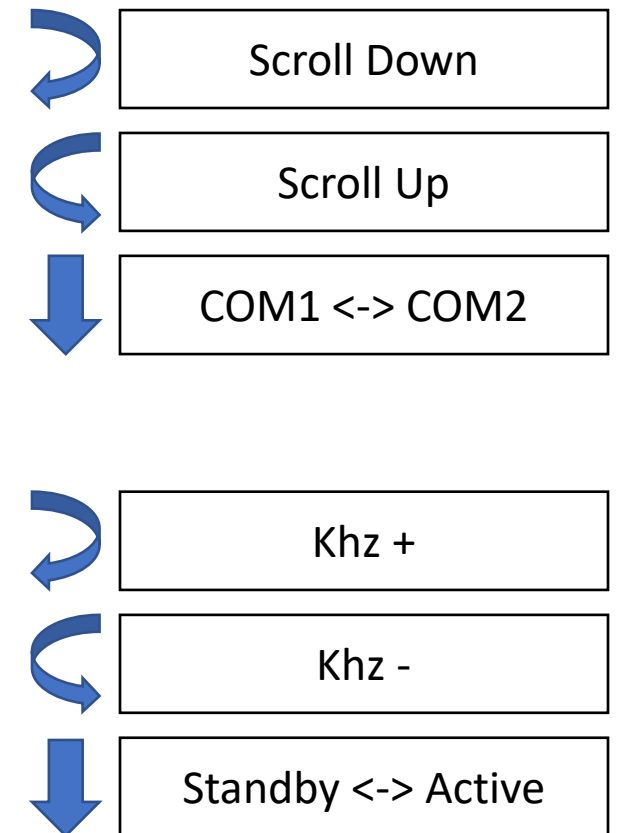 Scroll Down
Scroll Up
COM1 <-> COM2
Khz +
Khz -
Standby <-> Active